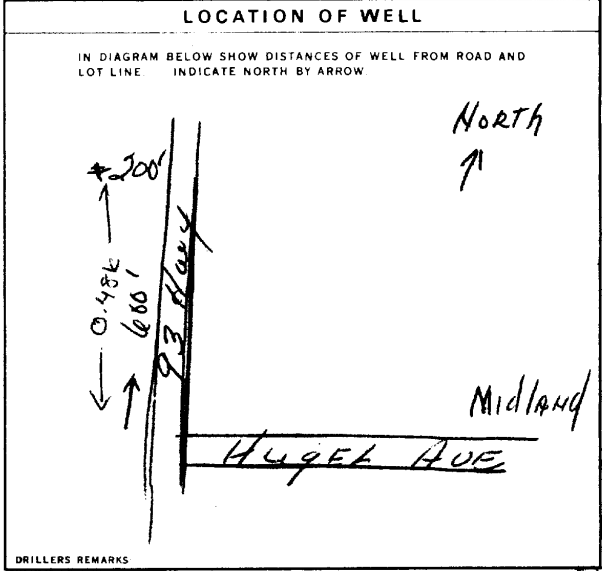 LOCATION OF WELL
IN DIAGRAM BELOW SHOW DISTANCES OF WELL FROM ROAD AND
LOT LINE. INDICATE NORTH BY ARROW.
North
200'
0.48k
600'
93 Hwy
Midland
Hugel Ave
DRILLERS REMARKS